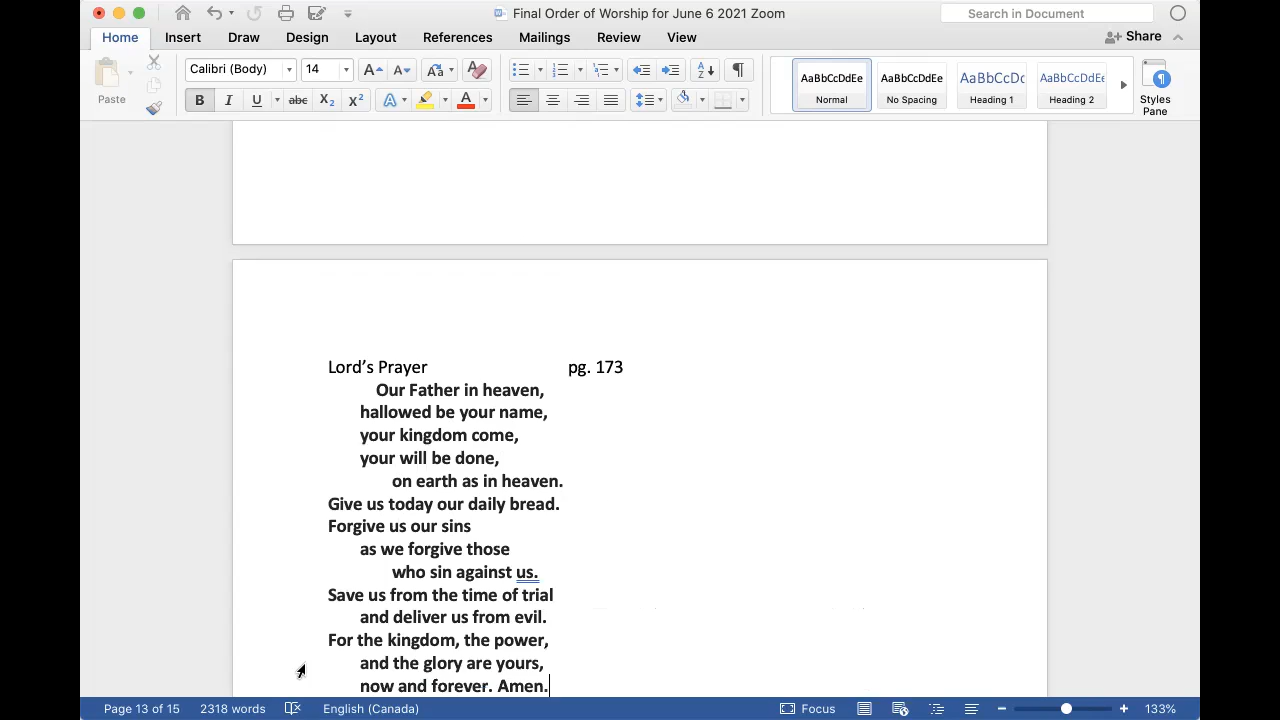 Final Order of Worship for June 6 2021 Zoom
Search in Document
Home Insert Draw Design Layout References Mailings Review View Share
Paste
Calibri (Body) 14
B I U abc X₂ X²
AaBbCcDdEe AaBbCcDdEe AaBbCcDc AaBbCcDdEe
Normal No Spacing Heading 1 Heading 2
Styles
Pane
Lord’s Prayer pg. 173
Our Father in heaven,
hallowed be your name,
your kingdom come,
your will be done,
on earth as in heaven.
Give us today our daily bread.
Forgive us our sins
as we forgive those
who sin against us.
Save us from the time of trial
and deliver us from evil.
For the kingdom, the power,
and the glory are yours,
now and forever. Amen.
Page 13 of 15 2318 words English (Canada) Focus 133%